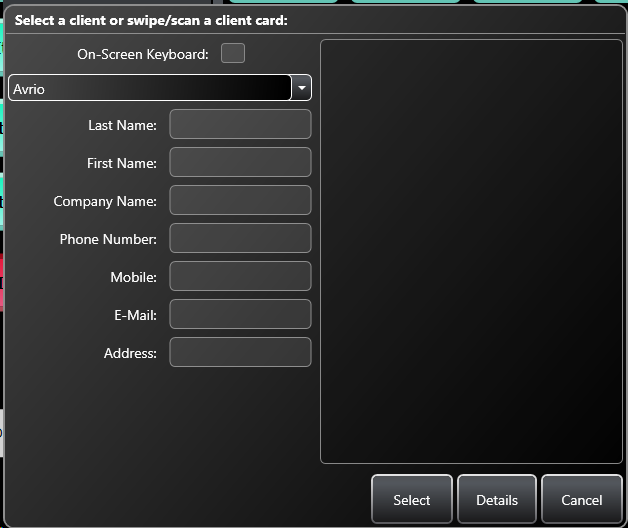 Select a client or swipe/scan a client card:
On-Screen Keyboard:
Avrio
Last Name:
First Name:
Company Name:
Phone Number:
Mobile:
E-Mail:
Address:
Select
Details
Cancel